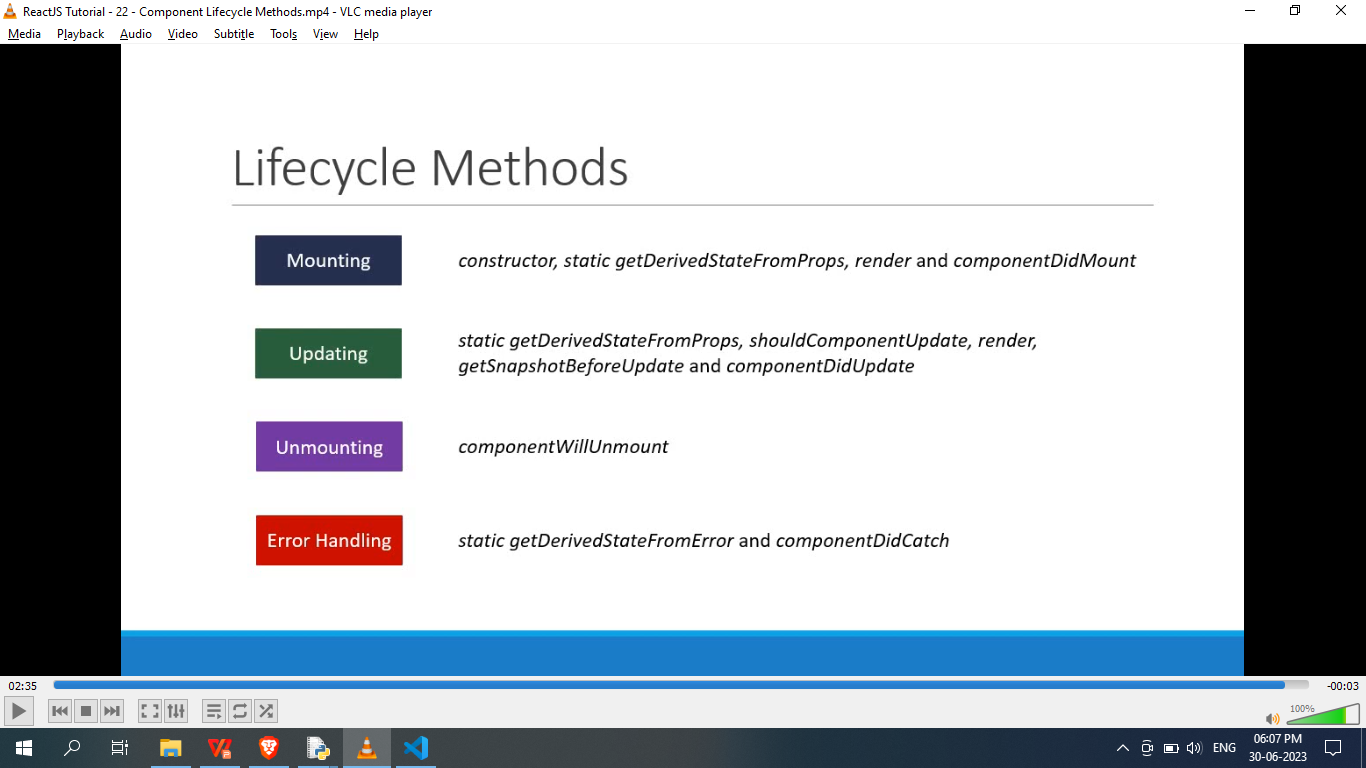 ReactJS Tutorial - 22 - Component Lifecycle Methods.mp4 - VLC media player
Media Playback Audio Video Subtitle Tools View Help
Lifecycle Methods
Mounting
constructor, static getDerivedStateFromProps, render and componentDidMount
Updating
static getDerivedStateFromProps, shouldComponentUpdate, render,
getSnapshotBeforeUpdate and componentDidUpdate
Unmounting
componentWillUnmount
Error Handling
static getDerivedStateFromError and componentDidCatch
02:35
-00:03
100%
ENG
06:07 PM
30-06-2023